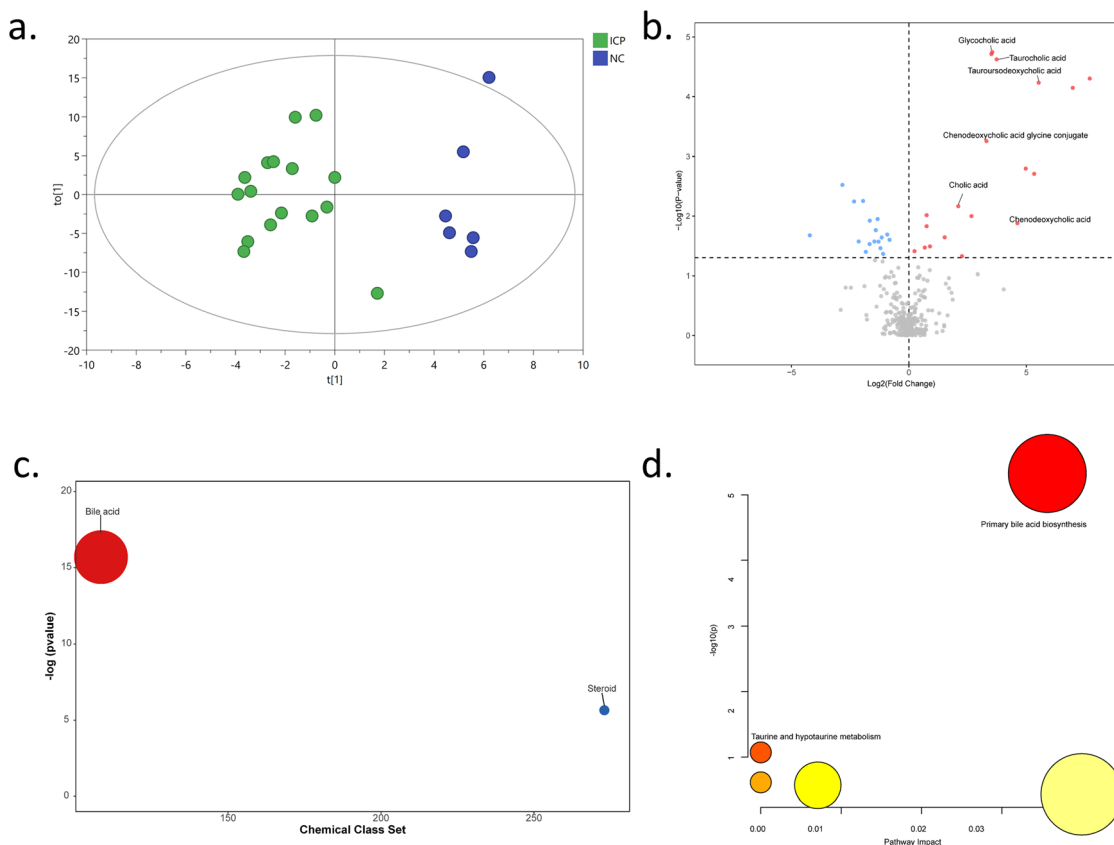 a.
ICP
NC
20
15
10
5
0
-5
-10
-15
-20
to[1]
-10
-8
-6
-4
-2
0
2
4
6
8
10
t[1]
b.
5
4
3
2
1
0
−Log10(P-value)
Glycocholic acid
Taurocholic acid
Tauroursodeoxycholic acid
Chenodeoxycholic acid glycine conjugate
Cholic acid
Chenodeoxycholic acid
−5
0
5
Log2(Fold Change)
c.
20
15
10
5
0
-log (pvalue)
Bile acid
Steroid
150
200
250
Chemical Class Set
d.
5
4
3
2
1
-log10(p)
Primary bile acid biosynthesis
Taurine and hypotaurine metabolism
0.00
0.01
0.02
0.03
Pathway Impact